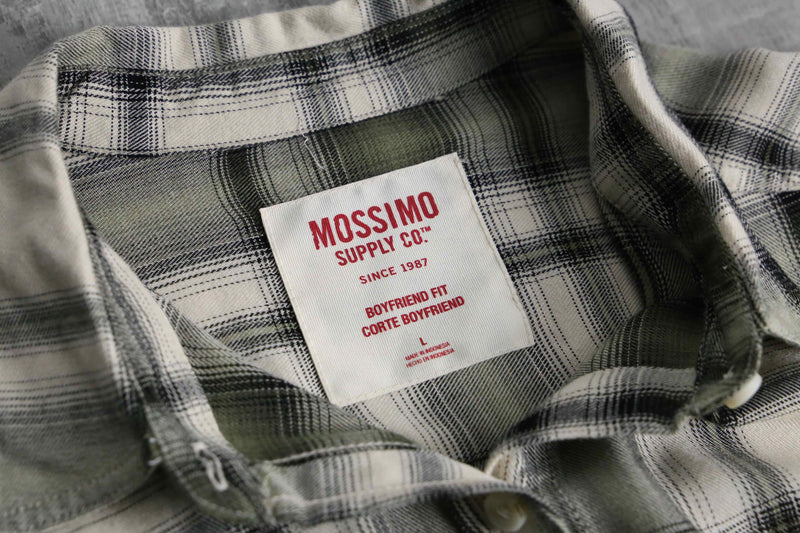 MOSSIMO
SUPPLY CO.™
SINCE 1987
BOYFRIEND FIT
CORTE BOYFRIEND
L
MADE IN INDONESIA
HECHO EN INDONESIA